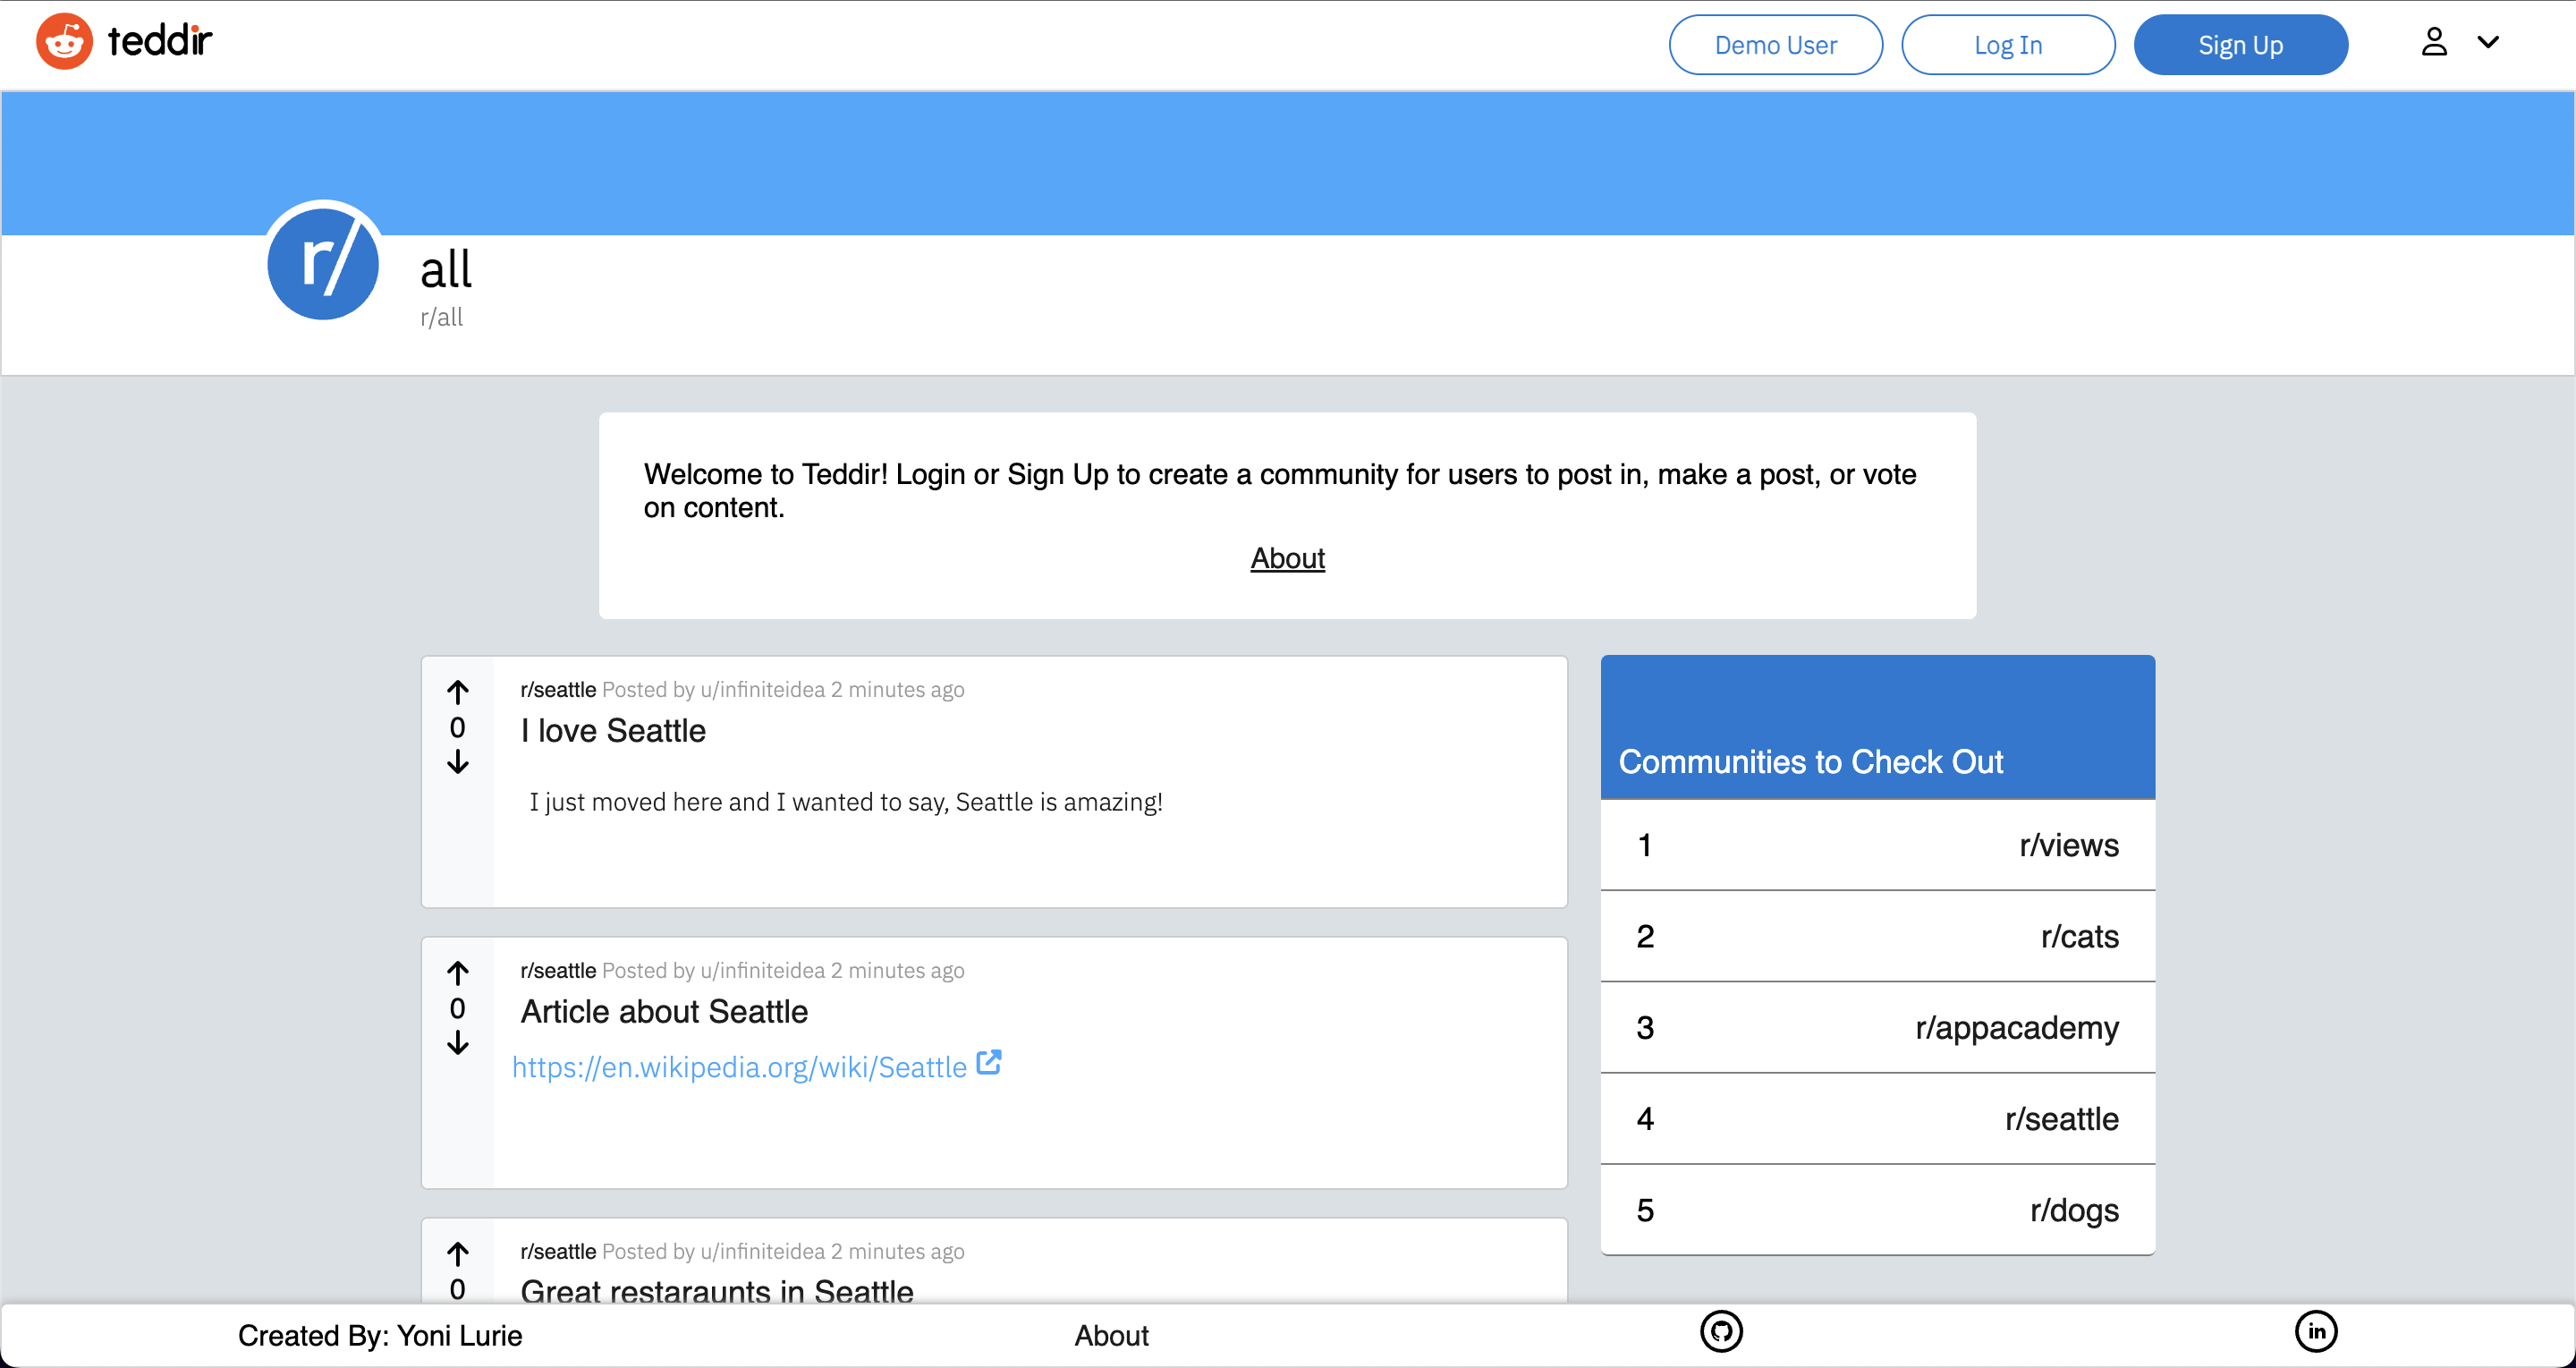 teddir
Demo User
Log In
Sign Up
r/
all
r/all
Welcome to Teddir! Login or Sign Up to create a community for users to post in, make a post, or vote
on content.
About
r/seattle Posted by u/infiniteidea 2 minutes ago
0
I love Seattle
I just moved here and I wanted to say, Seattle is amazing!
r/seattle Posted by u/infiniteidea 2 minutes ago
0
Article about Seattle
https://en.wikipedia.org/wiki/Seattle
r/seattle Posted by u/infiniteidea 2 minutes ago
0
Great restaraunts in Seattle
Communities to Check Out
1 r/views
2 r/cats
3 r/appacademy
4 r/seattle
5 r/dogs
Created By: Yoni Lurie
About
in